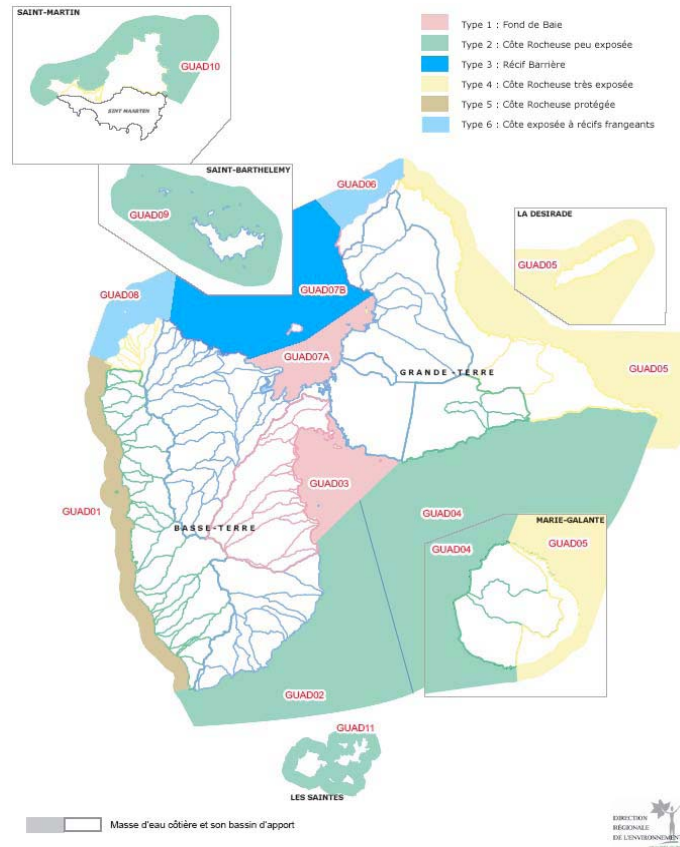 SAINT-MARTIN
GUAD10
SINT MAARTEN
Type 1 : Fond de Baie
Type 2 : Côte Rocheuse peu exposée
Type 3 : Récif Barrière
Type 4 : Côte Rocheuse très exposée
Type 5 : Côte Rocheuse protégée
Type 6 : Côte exposée à récifs frangeants
SAINT-BARTHELEMY
GUAD09
GUAD06
LA DESIRADE
GUAD05
GUAD08
GUAD07B
GUAD07A
GRANDE-TERRE
GUAD05
GUAD03
GUAD01
BASSE-TERRE
GUAD04
MARIE-GALANTE
GUAD04
GUAD05
GUAD02
GUAD11
LES SAINTES
Masse d'eau côtière et son bassin d'apport
DIRECTION
RÉGIONALE
DE L'ENVIRONNEMENT